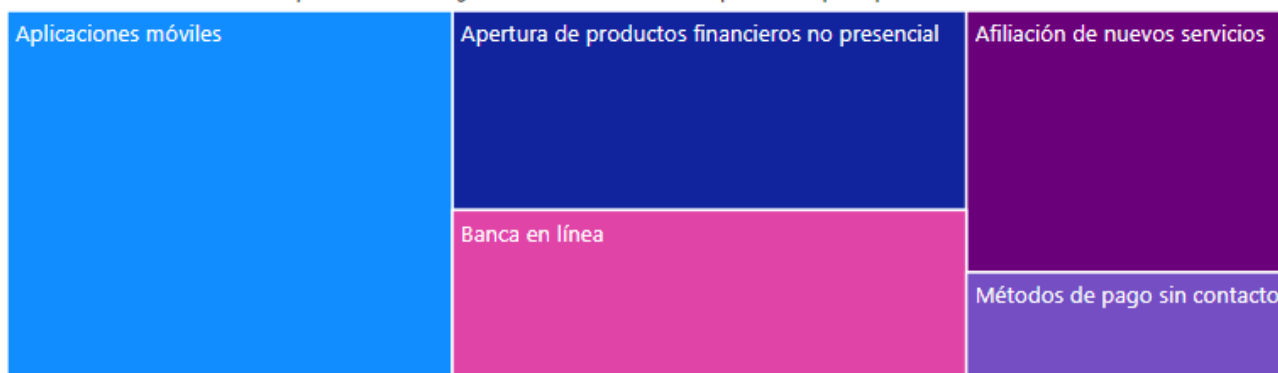 Aplicaciones móviles
Apertura de productos financieros no presencial
Afiliación de nuevos servicios
Banca en línea
Métodos de pago sin contacto